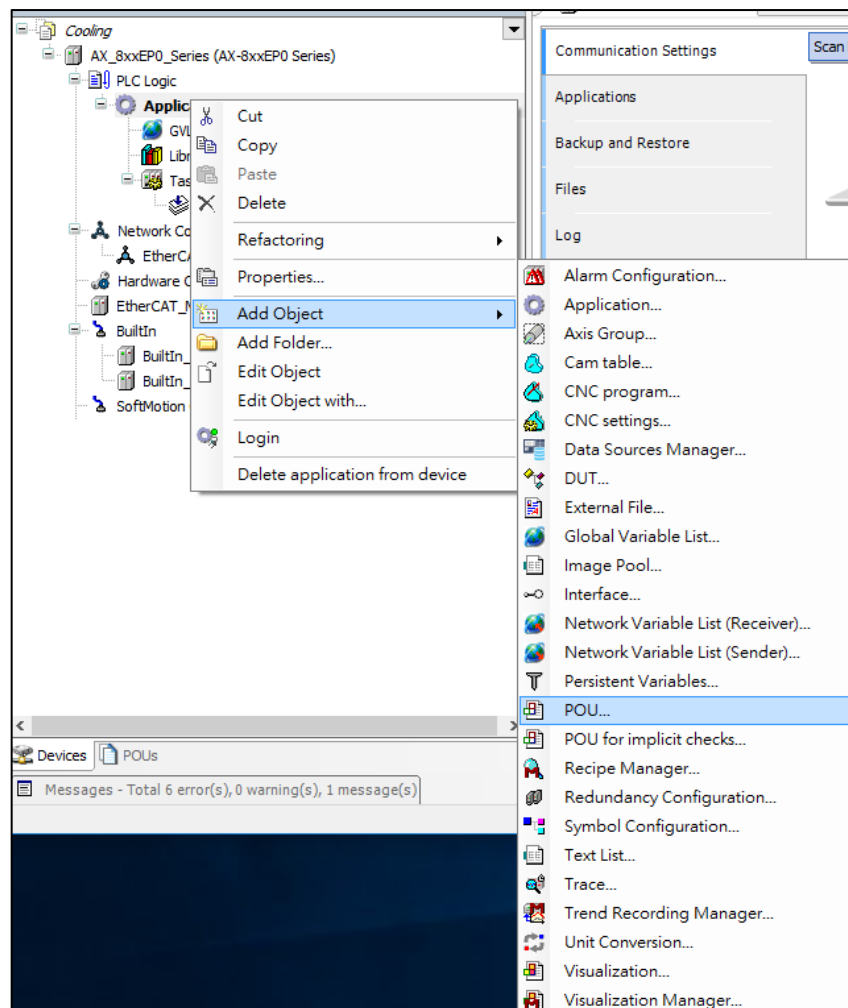 Cooling
AX_8xxEP0_Series (AX-8xxEP0 Series)
PLC Logic
Applic
GVL
Libr
Tas
Network Co
EtherCA
Hardware C
EtherCAT_M
BuiltIn
BuiltIn_
BuiltIn_
SoftMotion
Cut
Copy
Paste
Delete
Refactoring
Properties...
Add Object
Add Folder...
Edit Object
Edit Object with...
Login
Delete application from device
Communication Settings
Scan
Applications
Backup and Restore
Files
Log
Alarm Configuration...
Application...
Axis Group...
Cam table...
CNC program...
CNC settings...
Data Sources Manager...
DUT...
External File...
Global Variable List...
Image Pool...
Interface...
Network Variable List (Receiver)...
Network Variable List (Sender)...
Persistent Variables...
POU...
POU for implicit checks...
Recipe Manager...
Redundancy Configuration...
Symbol Configuration...
Text List...
Trace...
Trend Recording Manager...
Unit Conversion...
Visualization...
Visualization Manager...
Devices
POUs
Messages - Total 6 error(s), 0 warning(s), 1 message(s)